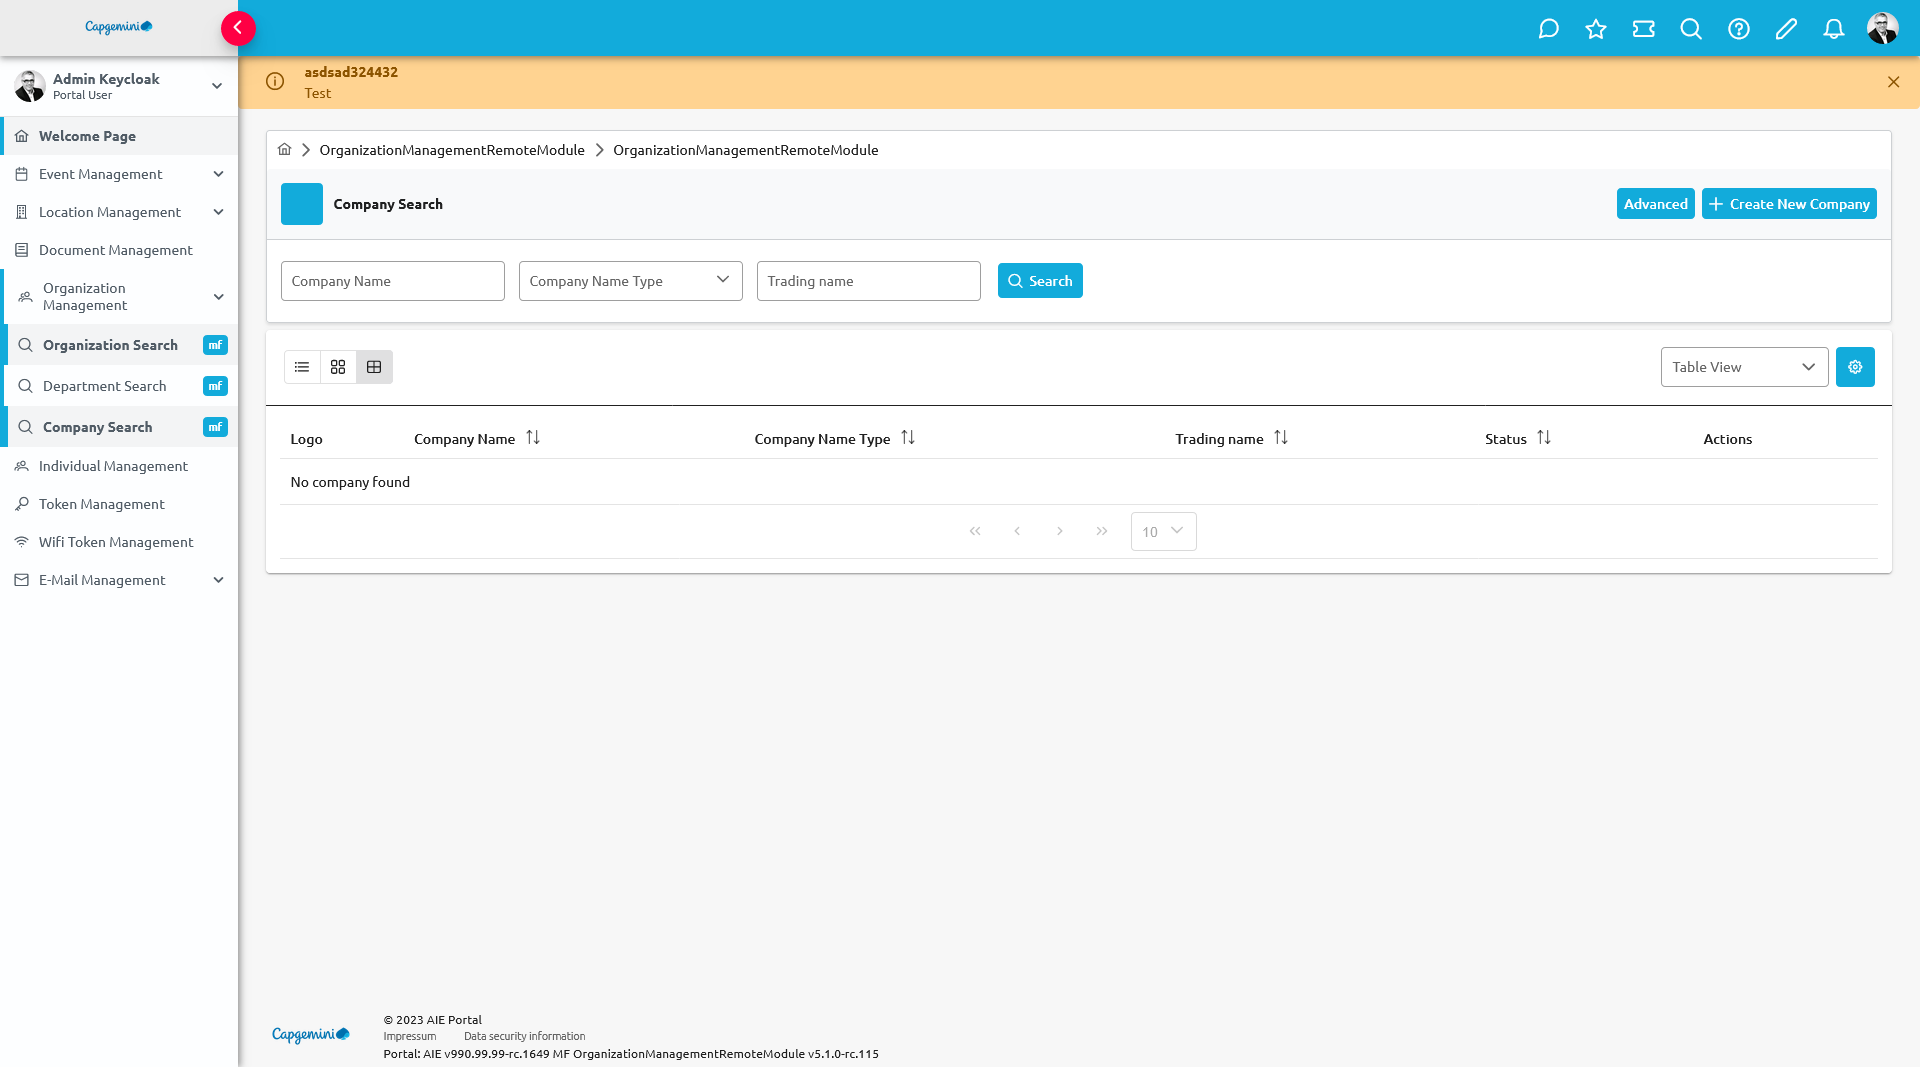 Capgemini
Admin Keycloak
Portal User
Welcome Page
Event Management
Location Management
Document Management
Organization
Management
Organization Search mf
Department Search mf
Company Search mf
Individual Management
Token Management
Wifi Token Management
E-Mail Management
asdsad324432
Test
OrganizationManagementRemoteModule OrganizationManagementRemoteModule
Company Search
Advanced
Create New Company
Company Name
Company Name Type
Trading name
Search
Table View
Logo Company Name Company Name Type Trading name Status Actions
No company found
10
Capgemini
© 2023 AIE Portal
Impressum Data security information
Portal: AIE v990.99.99-rc.1649 MF OrganizationManagementRemoteModule v5.1.0-rc.115